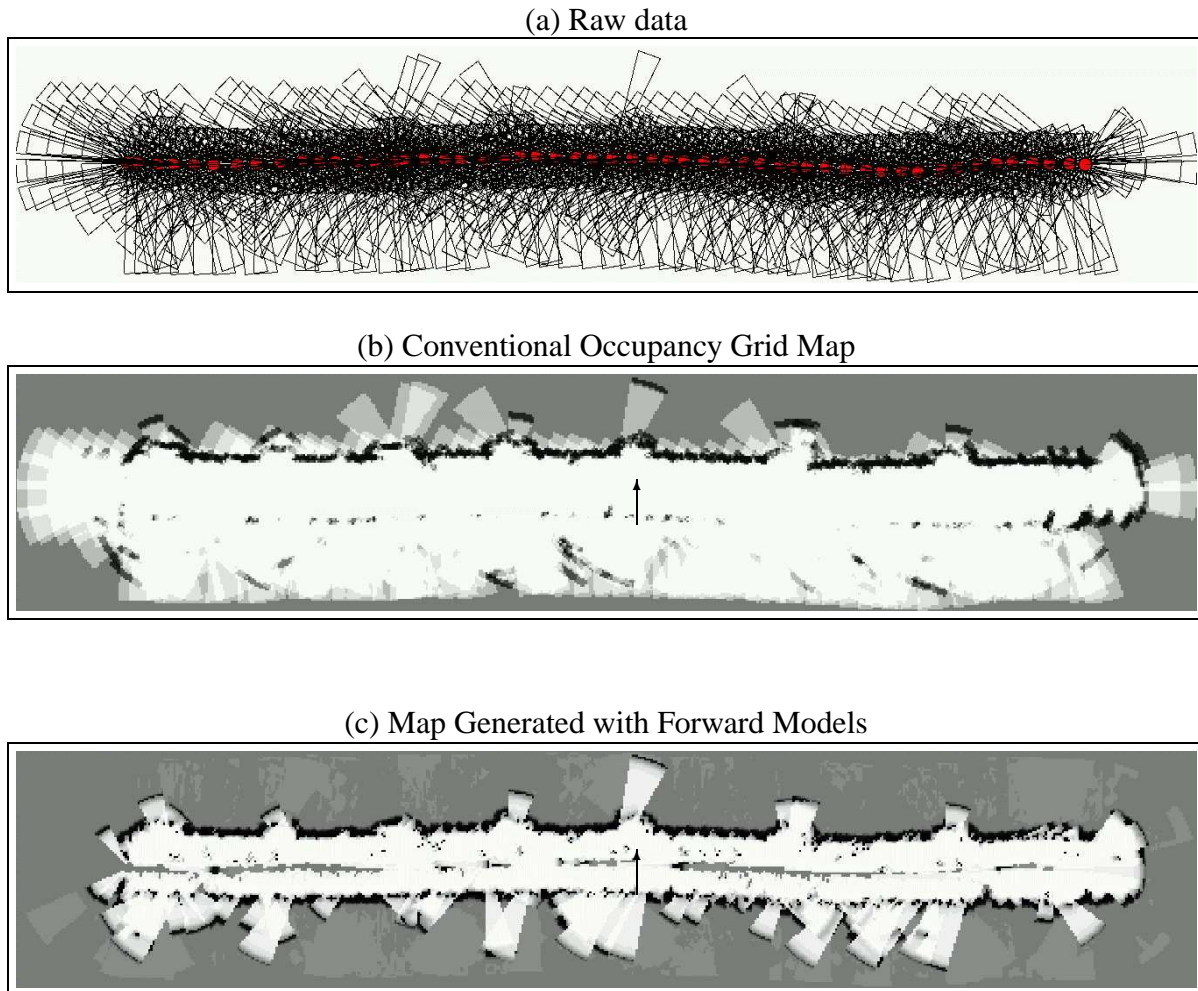 (a) Raw data
(b) Conventional Occupancy Grid Map
(c) Map Generated with Forward Models